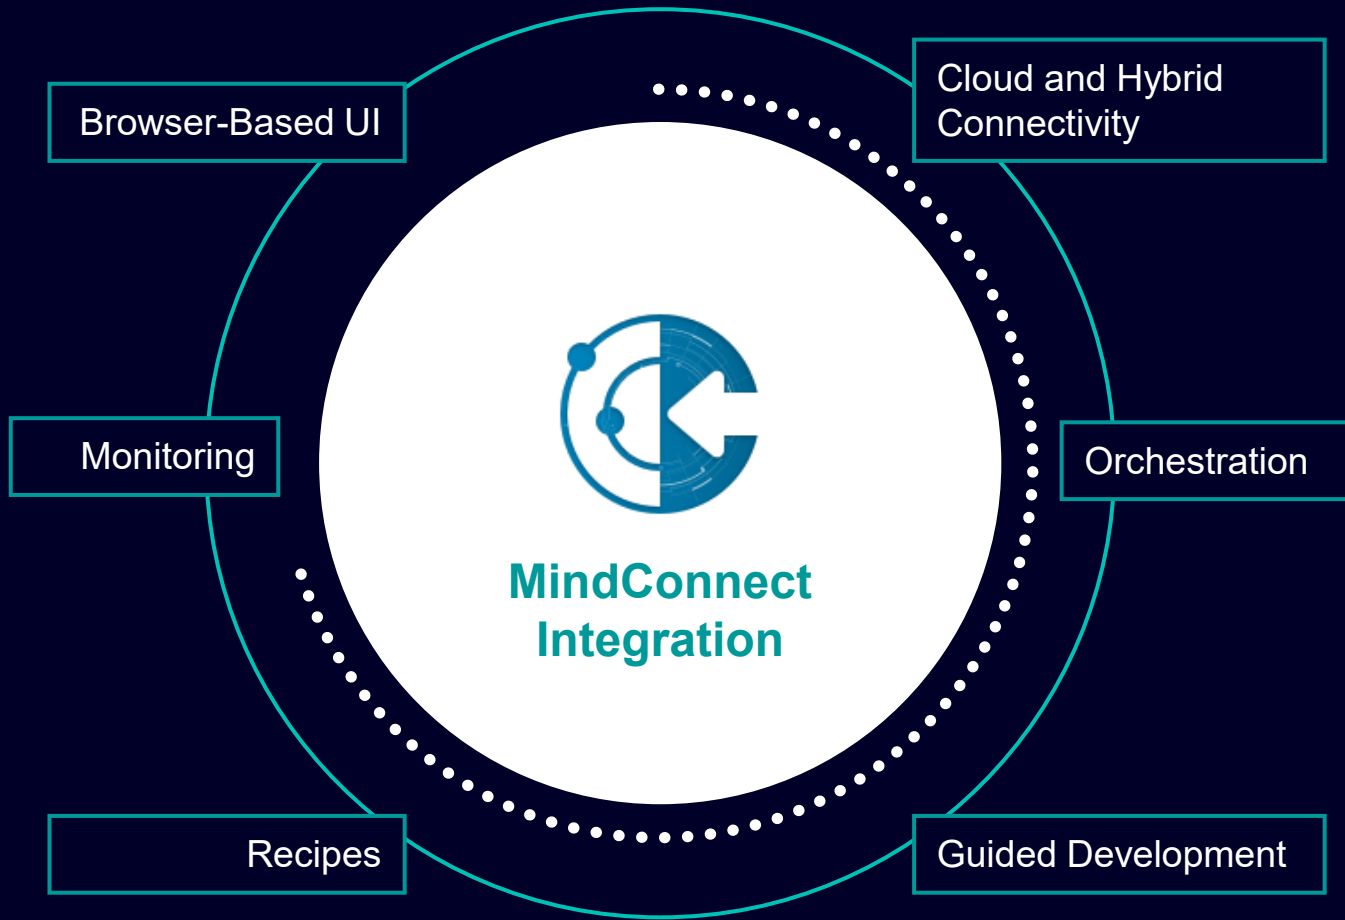 Browser-Based UI
Cloud and Hybrid
Connectivity
Monitoring
Orchestration
MindConnect
Integration
Recipes
Guided Development